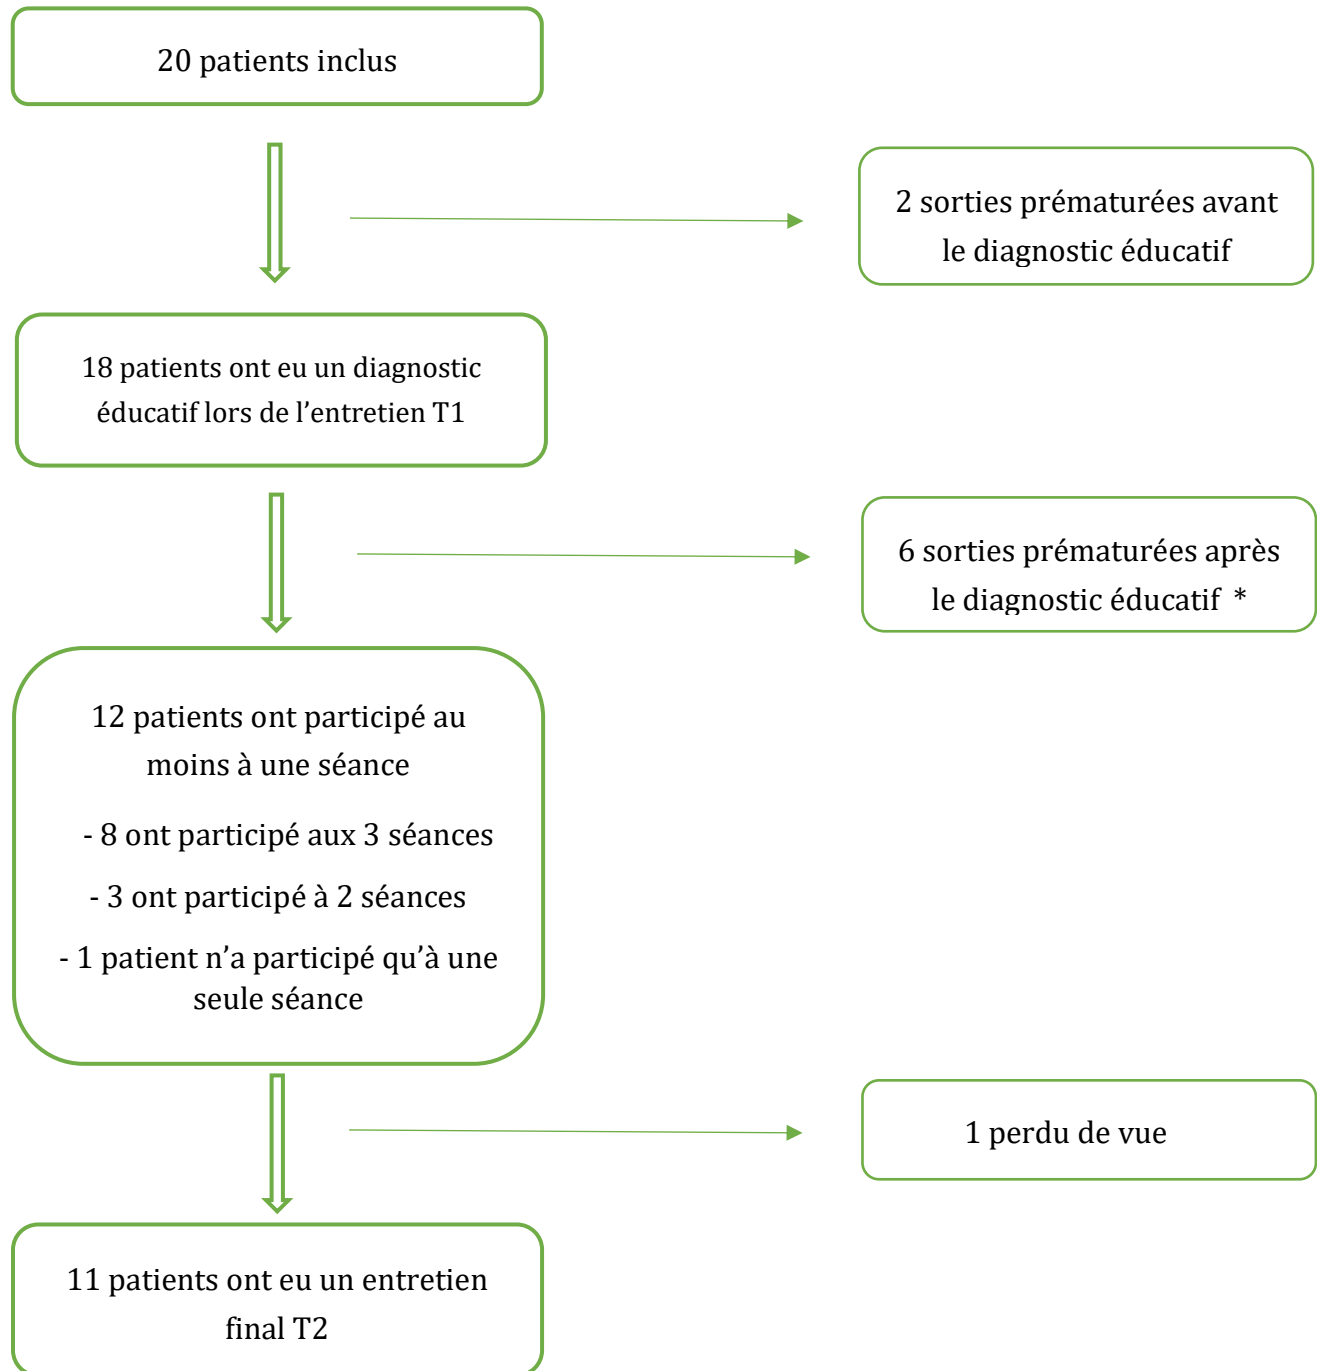 20 patients inclus
2 sorties prématurées avant
le diagnostic éducatif
18 patients ont eu un diagnostic
éducatif lors de l’entretien T1
6 sorties prématurées après
le diagnostic éducatif *
12 patients ont participé au
moins à une séance
- 8 ont participé aux 3 séances
- 3 ont participé à 2 séances
- 1 patient n’a participé qu’à une
seule séance
1 perdu de vue
11 patients ont eu un entretien
final T2